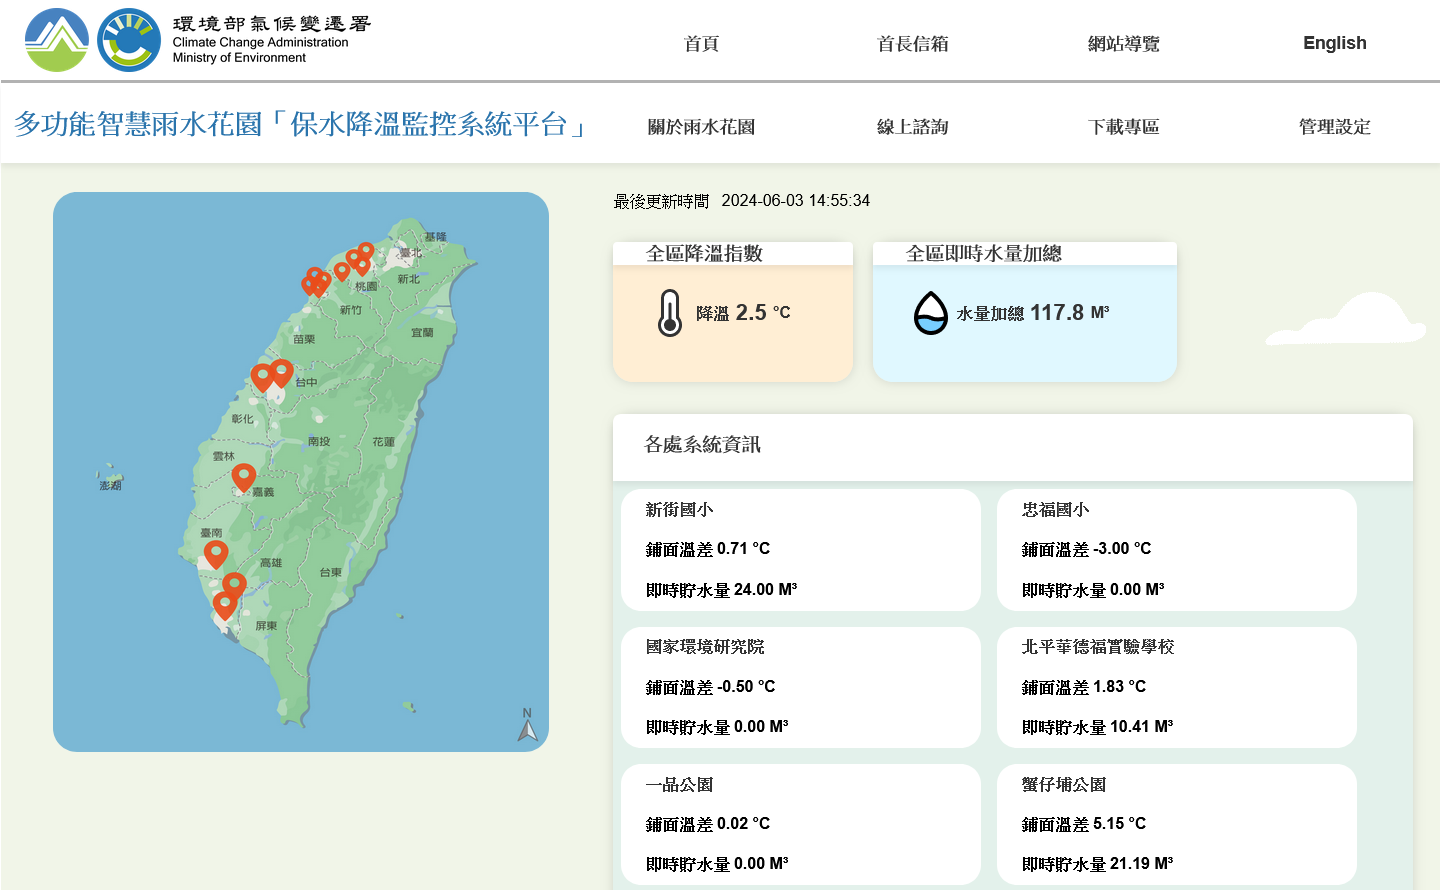 環境部氣候變遷署
Climate Change Administration
Ministry of Environment
首頁
首長信箱
網站導覽
English
多功能智慧雨水花園「保水降溫監控系統平台」
關於雨水花園
線上諮詢
下載專區
管理設定
最後更新時間 2024-06-03 14:55:34
全區降溫指數
降溫 2.5 °C
全區即時水量加總
水量加總 117.8 M³
基隆
臺北
新北
桃園
新竹
宜蘭
苗栗
台中
彰化
南投
花蓮
雲林
澎湖
嘉義
臺南
高雄
台東
屏東
N
各處系統資訊
新街國小
鋪面溫差 0.71 °C
即時貯水量 24.00 M³
忠福國小
鋪面溫差 -3.00 °C
即時貯水量 0.00 M³
國家環境研究院
鋪面溫差 -0.50 °C
即時貯水量 0.00 M³
北平華德福實驗學校
鋪面溫差 1.83 °C
即時貯水量 10.41 M³
一品公園
鋪面溫差 0.02 °C
即時貯水量 0.00 M³
蟹仔埔公園
鋪面溫差 5.15 °C
即時貯水量 21.19 M³